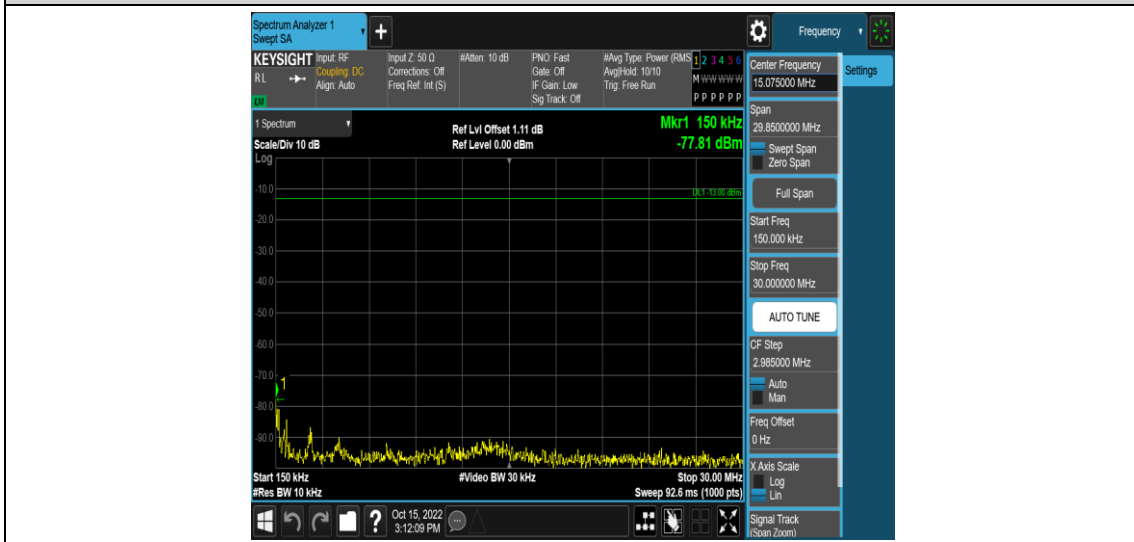 Spectrum Analyzer 1
Swept SA
+
Frequency
KEYSIGHT
RL
Input: RF
Coupling: DC
Align: Auto
Input Z: 50 Ω
Corrections: Off
Freq Ref: Int (S)
#Atten: 10 dB
PNO: Fast
Gate: Off
IF Gain: Low
Sig Track: Off
#Avg Type: Power (RMS
Avg|Hold: 10/10
Trig: Free Run
1 2 3 4 5 6
M W W W W W
P P P P P P
1 Spectrum
Scale/Div 10 dB
Ref Lvl Offset 1.11 dB
Ref Level 0.00 dBm
Mkr1 150 kHz
-77.81 dBm
Log
DL1 -13.00 dBm
-10.0
-20.0
-30.0
-40.0
-50.0
-60.0
-70.0
1
-80.0
-90.0
Start 150 kHz
#Res BW 10 kHz
#Video BW 30 kHz
Stop 30.00 MHz
Sweep 92.6 ms (1000 pts)
?
Oct 15, 2022
3:12:09 PM
Center Frequency
15.075000 MHz
Settings
Span
29.8500000 MHz
Swept Span
Zero Span
Full Span
Start Freq
150.000 kHz
Stop Freq
30.000000 MHz
AUTO TUNE
CF Step
2.985000 MHz
Auto
Man
Freq Offset
0 Hz
X Axis Scale
Log
Lin
Signal Track
(Span Zoom)